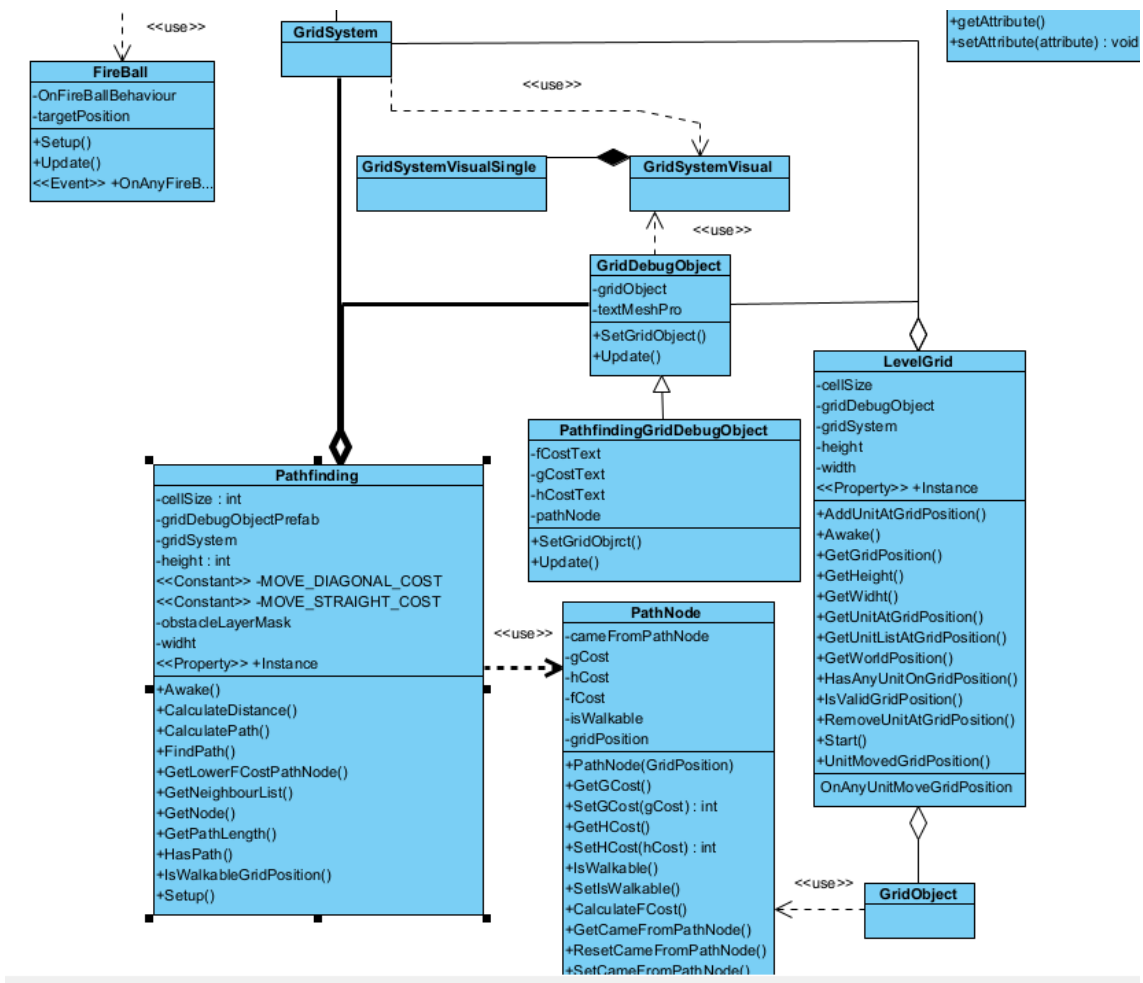 <<use>>
FireBall
-OnFireBallBehaviour
-targetPosition
+Setup()
+Update()
<<Event>> +OnAnyFireB...
GridSystem
+getAttribute()
+setAttribute(attribute) : void
<<use>>
GridSystemVisualSingle
GridSystemVisual
<<use>>
GridDebugObject
-gridObject
-textMeshPro
+SetGridObject()
+Update()
PathfindingGridDebugObject
-fCostText
-gCostText
-hCostText
-pathNode
+SetGridObjrct()
+Update()
LevelGrid
-cellSize
-gridDebugObject
-gridSystem
-height
-width
<<Property>> +Instance
+AddUnitAtGridPosition()
+Awake()
+GetGridPosition()
+GetHeight()
+GetWidht()
+GetUnitAtGridPosition()
+GetUnitListAtGridPosition()
+GetWorldPosition()
+HasAnyUnitOnGridPosition()
+IsValidGridPosition()
+RemoveUnitAtGridPosition()
+Start()
+UnitMovedGridPosition()
OnAnyUnitMoveGridPosition
Pathfinding
-cellSize : int
-gridDebugObjectPrefab
-gridSystem
-height : int
<<Constant>> -MOVE_DIAGONAL_COST
<<Constant>> -MOVE_STRAIGHT_COST
-obstacleLayerMask
-widht
<<Property>> +Instance
+Awake()
+CalculateDistance()
+CalculatePath()
+FindPath()
+GetLowerFCostPathNode()
+GetNeighbourList()
+GetNode()
+GetPathLength()
+HasPath()
+IsWalkableGridPosition()
+Setup()
<<use>>
PathNode
-cameFromPathNode
-gCost
-hCost
-fCost
-isWalkable
-gridPosition
+PathNode(GridPosition)
+GetGCost()
+SetGCost(gCost) : int
+GetHCost()
+SetHCost(hCost) : int
+IsWalkable()
+SetIsWalkable()
+CalculateFCost()
+GetCameFromPathNode()
+ResetCameFromPathNode()
+SetCameFromPathNode()
<<use>>
GridObject